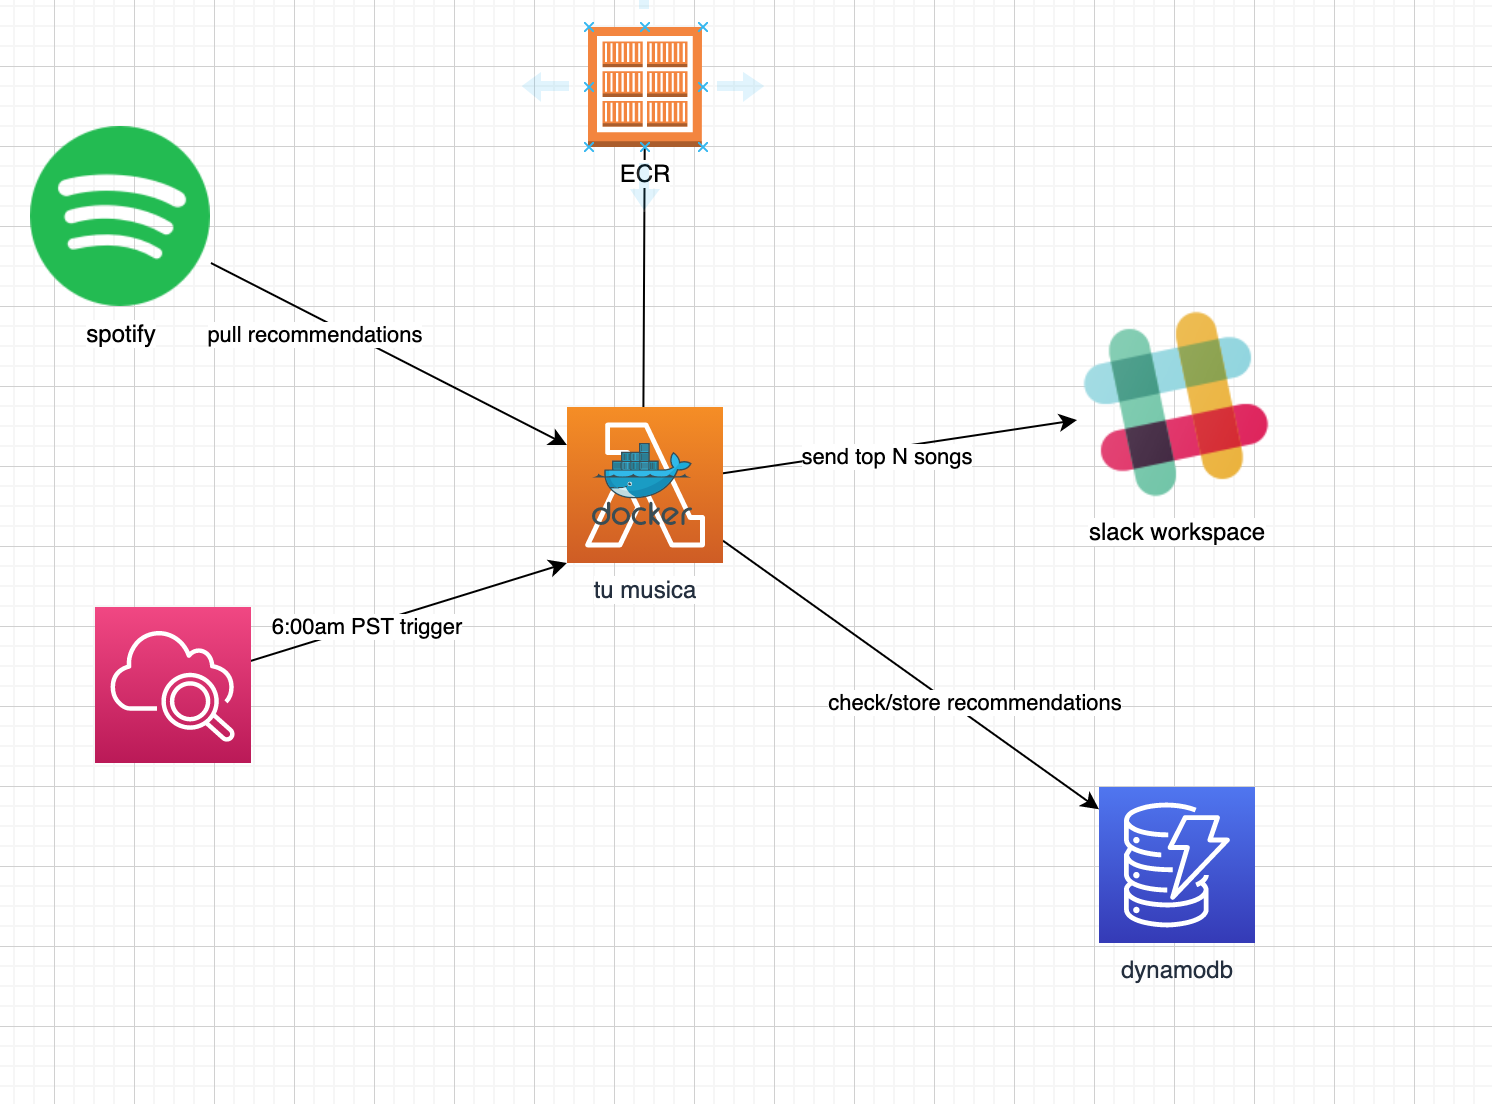 ECR
spotify
pull recommendations
docker
send top N songs
slack workspace
tu musica
6:00am PST trigger
check/store recommendations
dynamodb